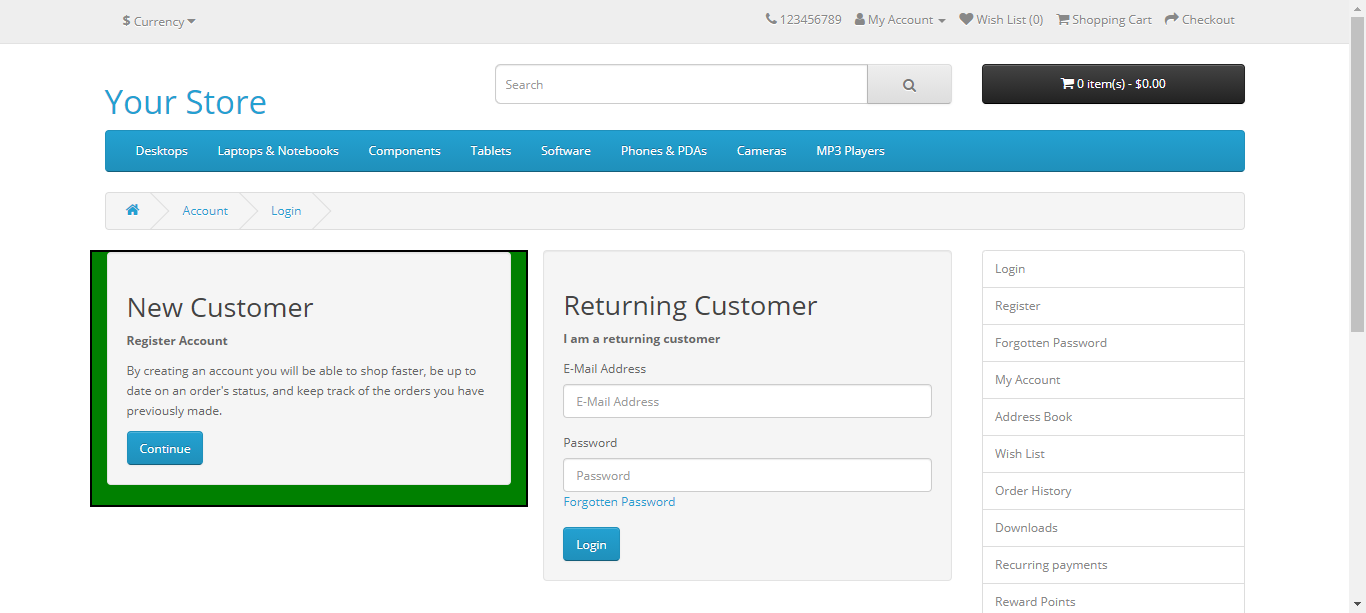 $ Currency
123456789 My Account Wish List (0) Shopping Cart Checkout
Your Store
Search
0 item(s) - $0.00
Desktops Laptops & Notebooks Components Tablets Software Phones & PDAs Cameras MP3 Players
Account Login
New Customer
Register Account
By creating an account you will be able to shop faster, be up to
date on an order's status, and keep track of the orders you have
previously made.
Continue
Returning Customer
I am a returning customer
E-Mail Address
E-Mail Address
Password
Password
Forgotten Password
Login
Login
Register
Forgotten Password
My Account
Address Book
Wish List
Order History
Downloads
Recurring payments
Reward Points